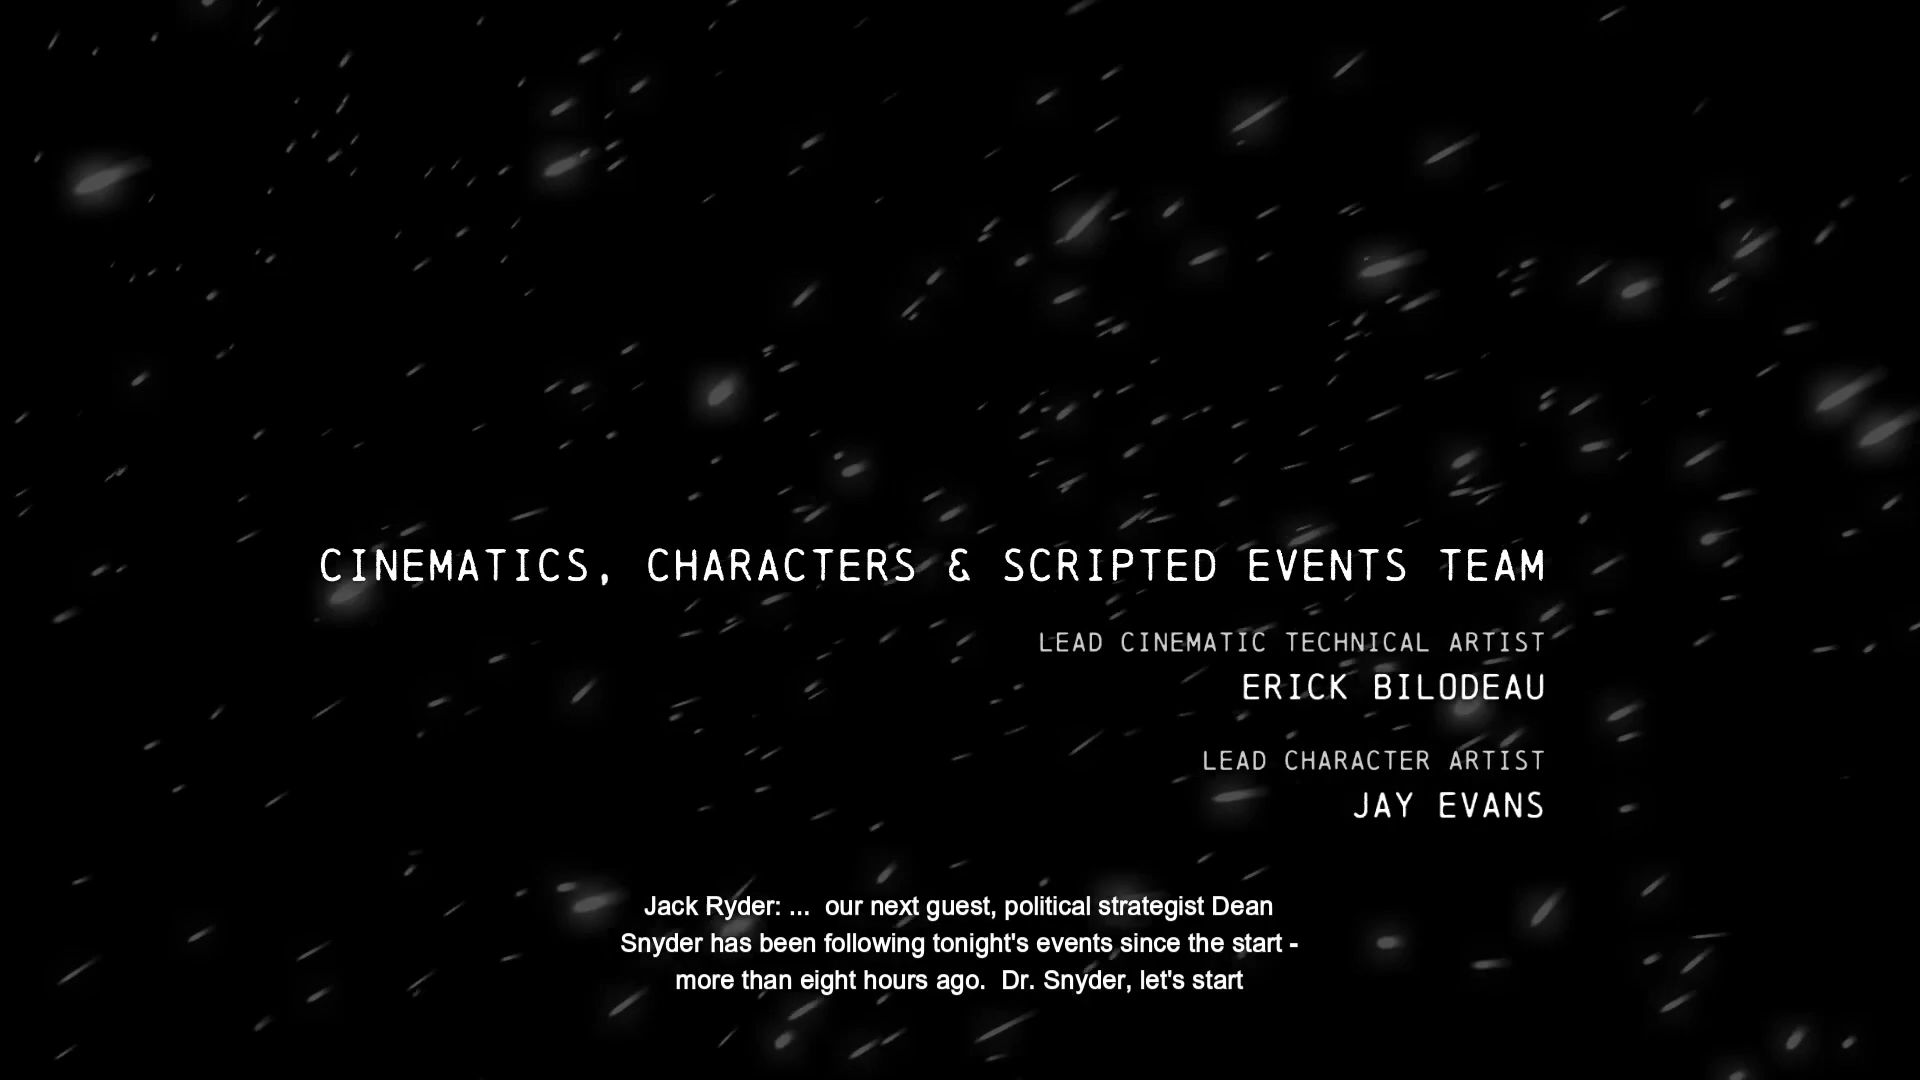 CINEMATICS, CHARACTERS & SCRIPTED EVENTS TEAM
LEAD CINEMATIC TECHNICAL ARTIST
ERICK BILODEAU
LEAD CHARACTER ARTIST
JAY EVANS
Jack Ryder: ...  our next guest, political strategist Dean
Snyder has been following tonight's events since the start -
more than eight hours ago.  Dr. Snyder, let's start